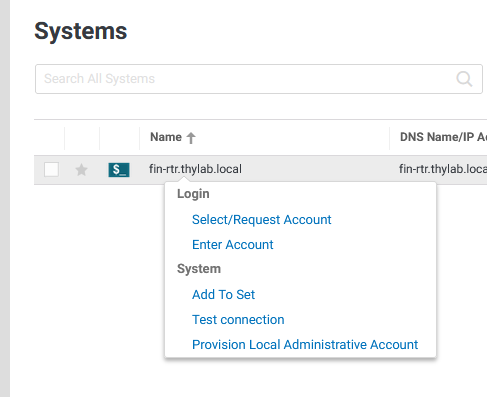 Systems
Search All Systems
Name DNS Name/IP A
$_ fin-rtr.thylab.local fin-rtr.thylab.loca
Login
Select/Request Account
Enter Account
System
Add To Set
Test connection
Provision Local Administrative Account